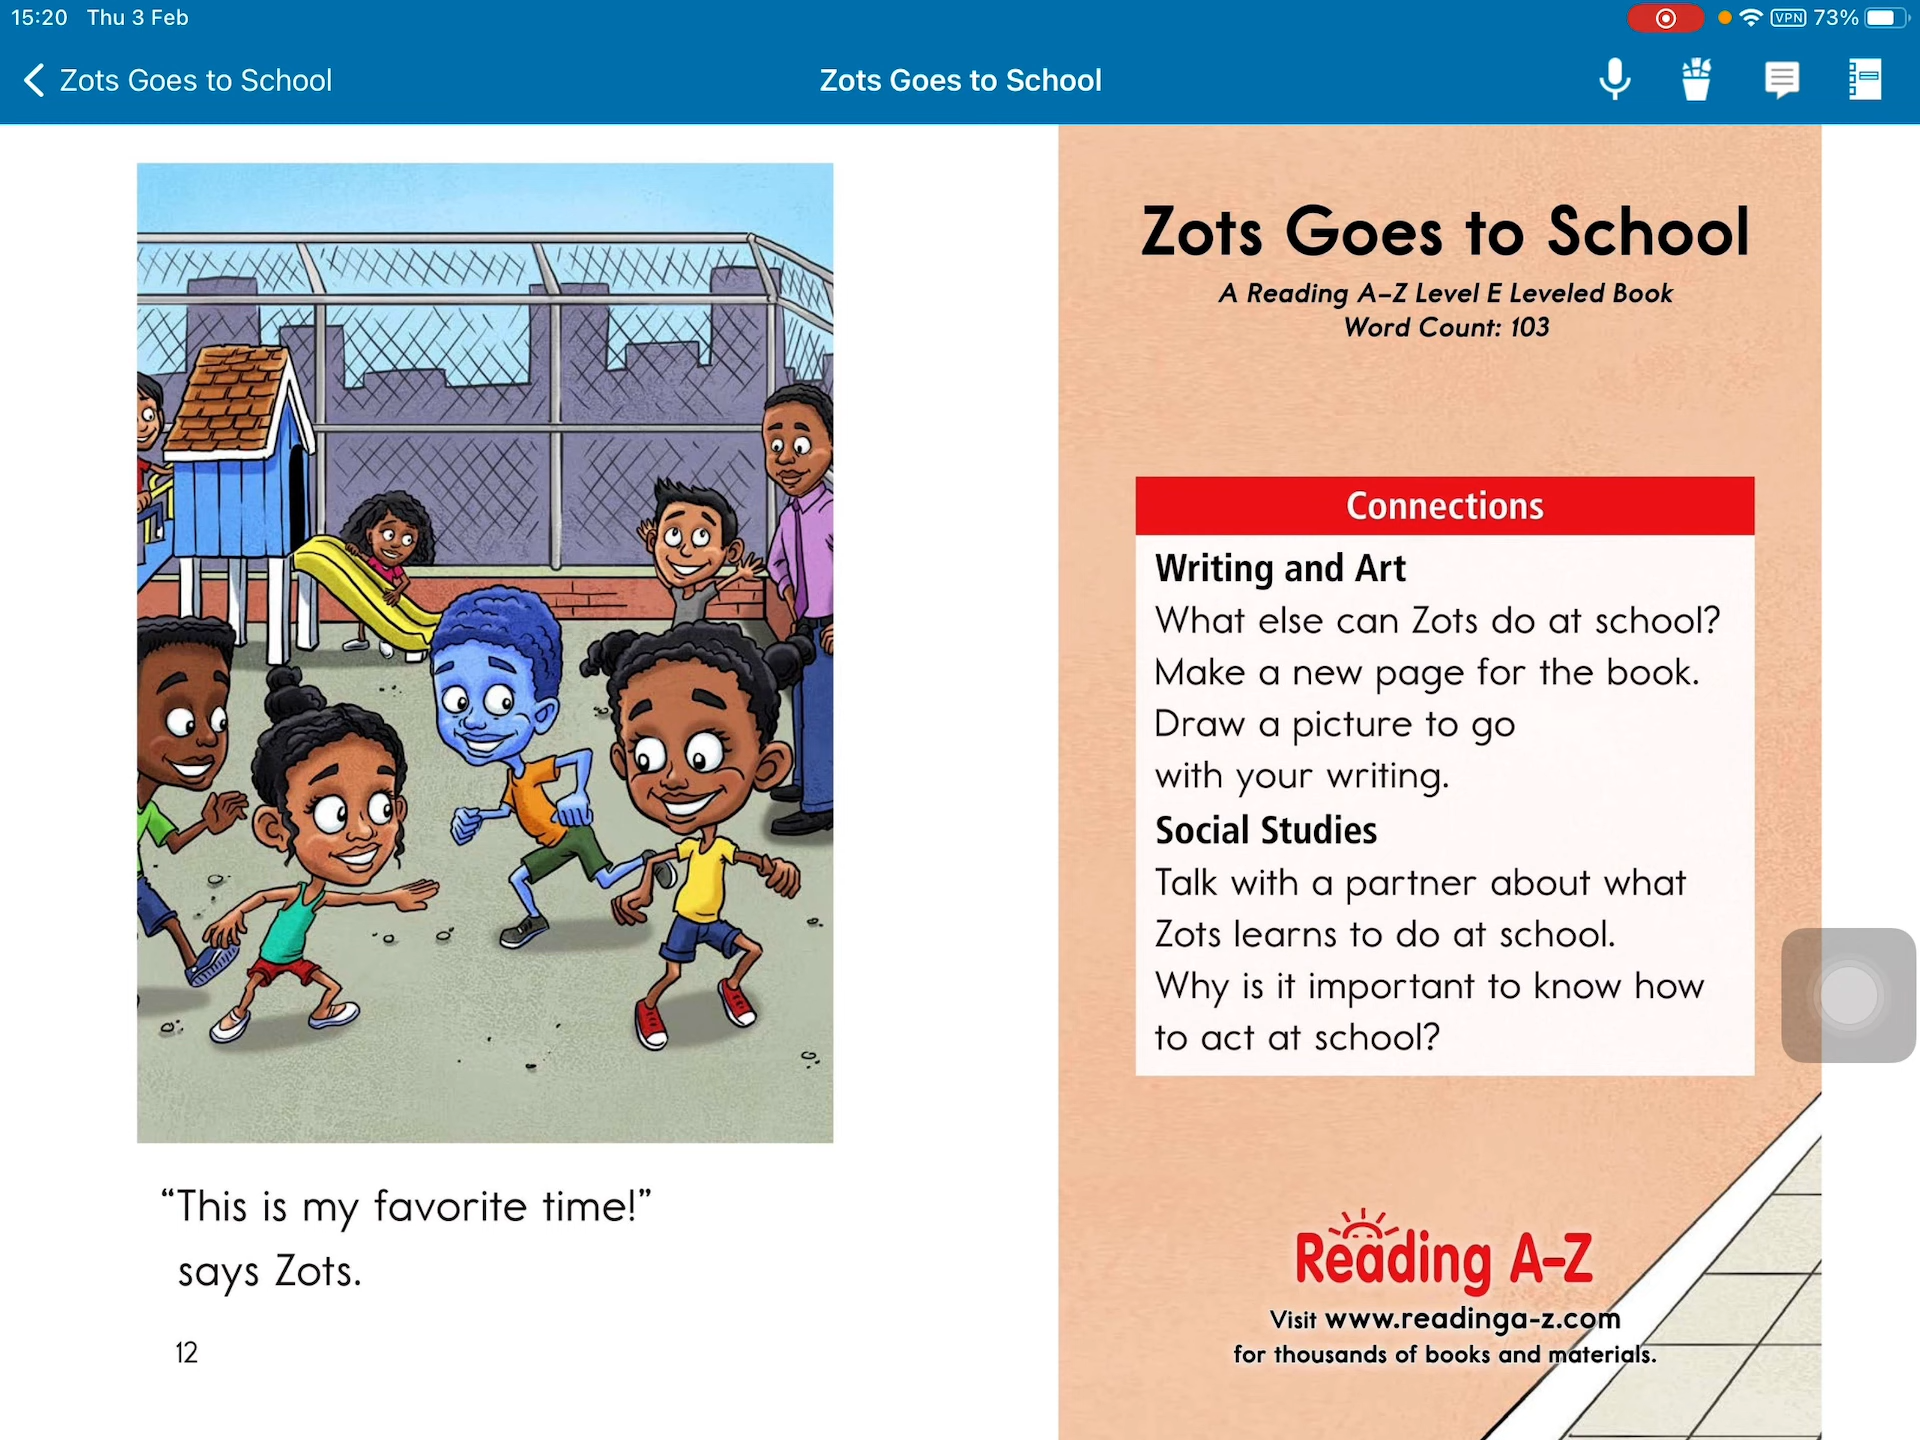 15:20 Thu 3 Feb
VPN 73%
Zots Goes to School
Zots Goes to School
“This is my favorite time!”
says Zots.
12
Zots Goes to School
A Reading A–Z Level E Leveled Book
Word Count: 103
Connections
Writing and Art
What else can Zots do at school?
Make a new page for the book.
Draw a picture to go
with your writing.
Social Studies
Talk with a partner about what
Zots learns to do at school.
Why is it important to know how
to act at school?
Reading A-Z
Visit www.readinga-z.com
for thousands of books and materials.